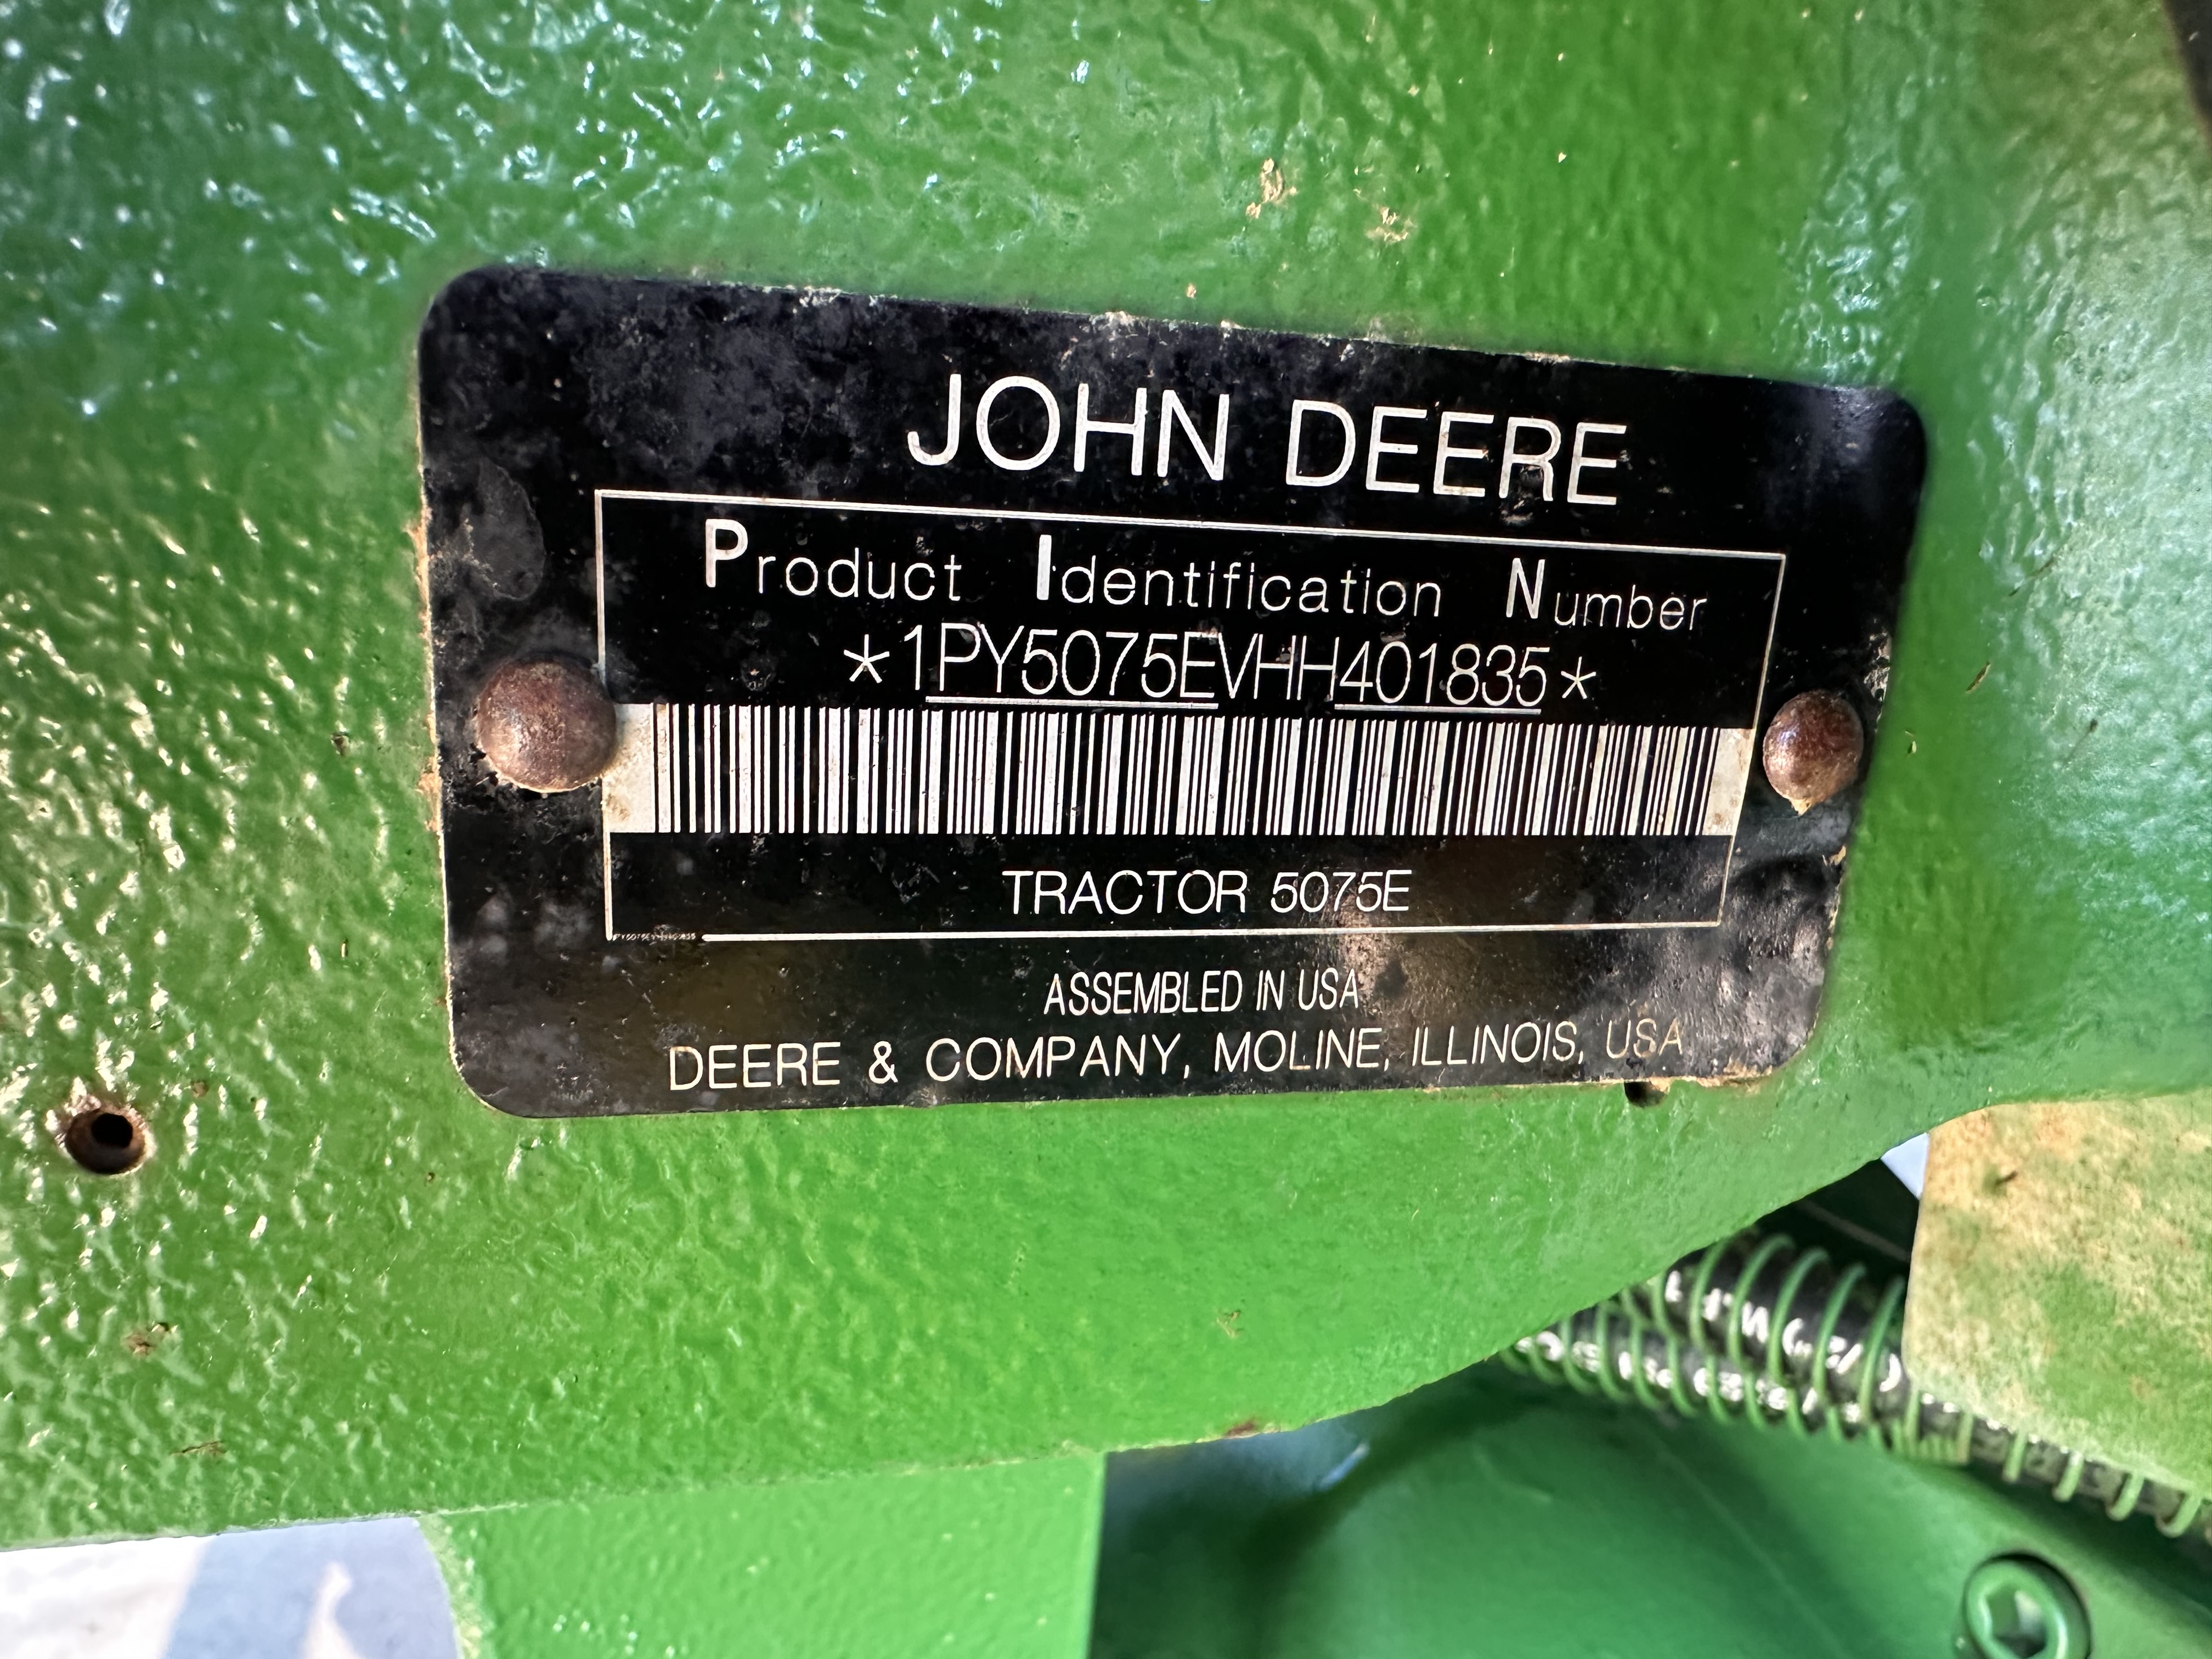 JOHN DEERE
Product Identification Number
*1PY5075EVHH401835*
TRACTOR 5075E
ASSEMBLED IN USA
DEERE & COMPANY, MOLINE, ILLINOIS, USA